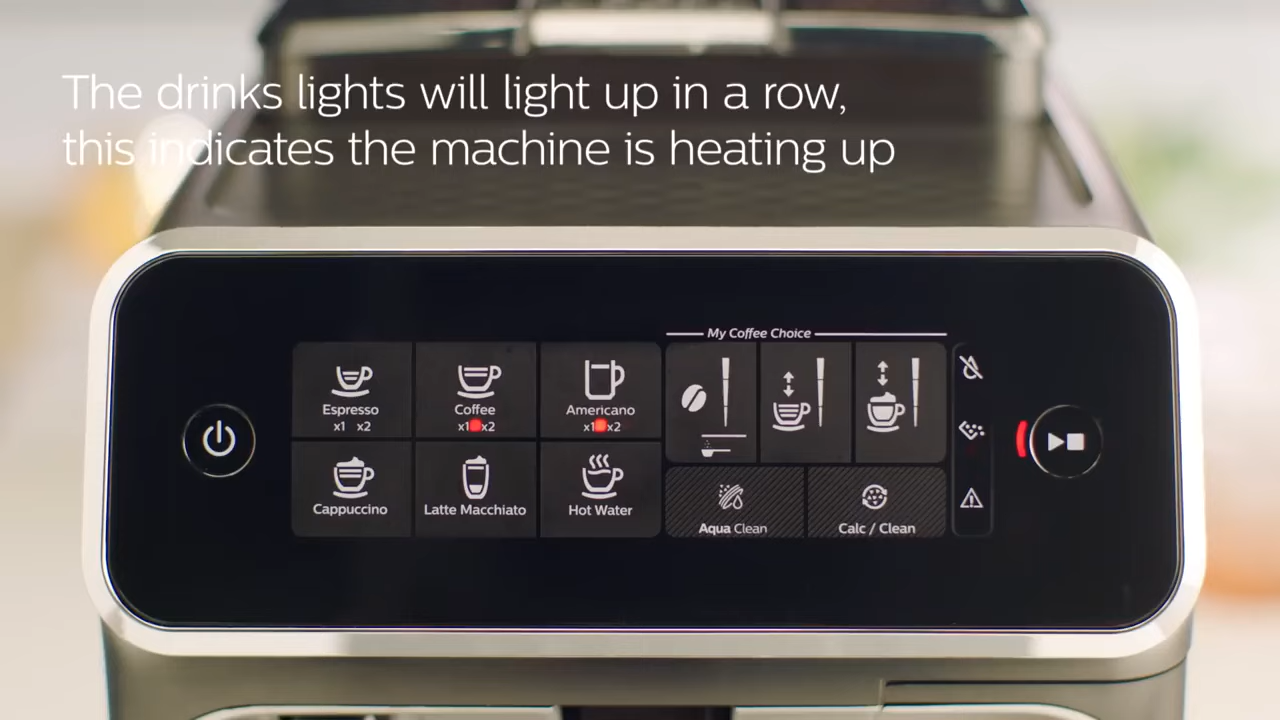 The drinks lights will light up in a row,
this indicates the machine is heating up
My Coffee Choice
Espresso
x1 x2
Coffee
x1 x2
Americano
x1 x2
Cappuccino
Latte Macchiato
Hot Water
Aqua Clean
Calc / Clean